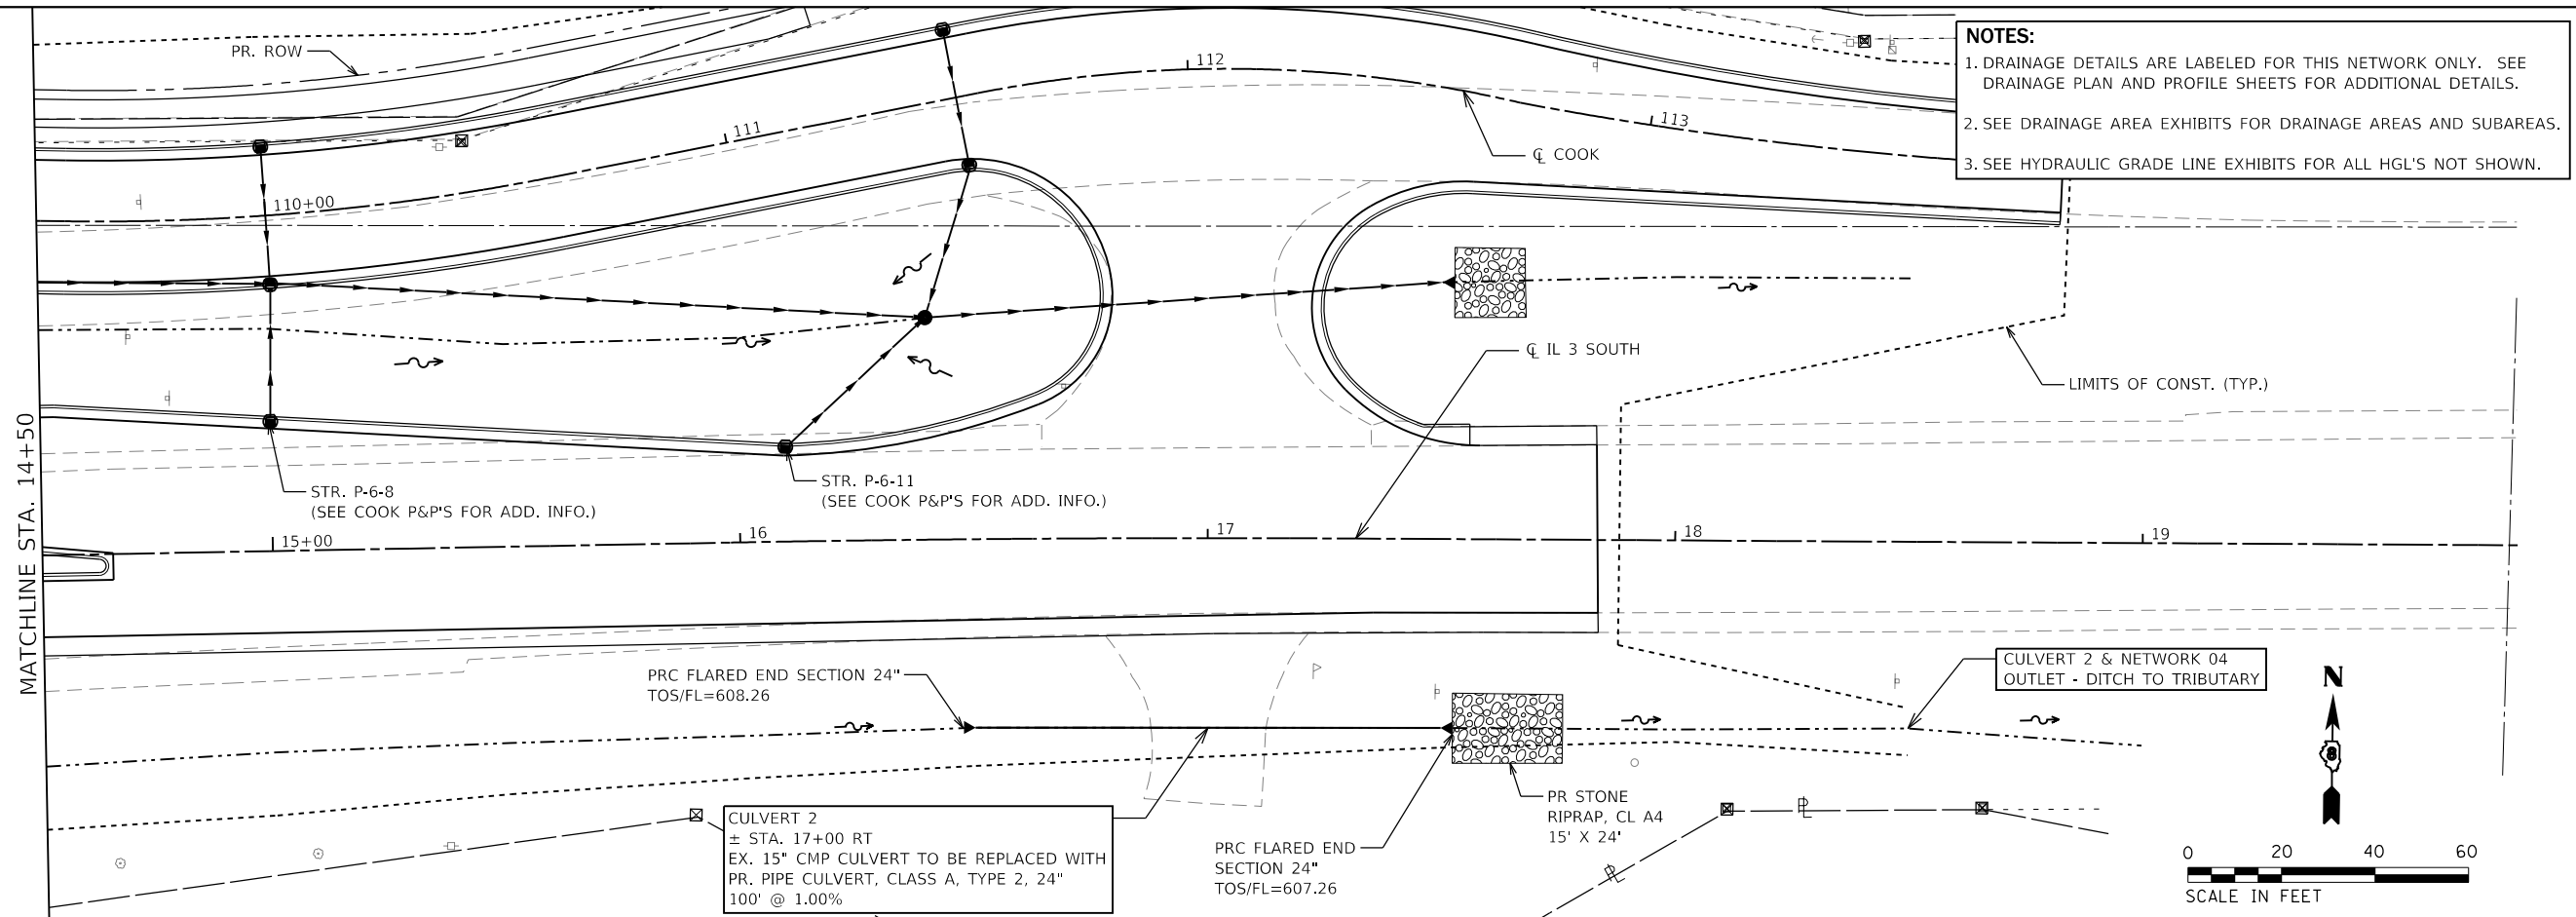 PR. ROW
112
111
110+00
113
℄ COOK
NOTES:
1. DRAINAGE DETAILS ARE LABELED FOR THIS NETWORK ONLY. SEE
DRAINAGE PLAN AND PROFILE SHEETS FOR ADDITIONAL DETAILS.
2. SEE DRAINAGE AREA EXHIBITS FOR DRAINAGE AREAS AND SUBAREAS.
3. SEE HYDRAULIC GRADE LINE EXHIBITS FOR ALL HGL'S NOT SHOWN.
℄ IL 3 SOUTH
LIMITS OF CONST. (TYP.)
MATCHLINE STA. 14+50
STR. P-6-8
(SEE COOK P&P'S FOR ADD. INFO.)
STR. P-6-11
(SEE COOK P&P'S FOR ADD. INFO.)
15+00
16
17
18
19
PRC FLARED END SECTION 24"
TOS/FL=608.26
CULVERT 2 & NETWORK 04
OUTLET - DITCH TO TRIBUTARY
CULVERT 2
± STA. 17+00 RT
EX. 15" CMP CULVERT TO BE REPLACED WITH
PR. PIPE CULVERT, CLASS A, TYPE 2, 24"
100' @ 1.00%
PRC FLARED END
SECTION 24"
TOS/FL=607.26
PR STONE
RIPRAP, CL A4
15' X 24'
PL
PL
N
8
0 20 40 60
SCALE IN FEET